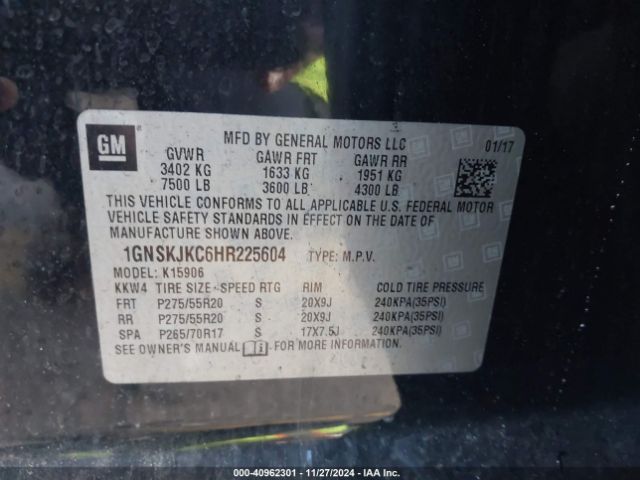 GM
MFD BY GENERAL MOTORS LLC 01/17
GVWR GAWR FRT GAWR RR
3402 KG 1633 KG 1951 KG
7500 LB 3600 LB 4300 LB
THIS VEHICLE CONFORMS TO ALL APPLICABLE U.S. FEDERAL MOTOR
VEHICLE SAFETY STANDARDS IN EFFECT ON THE DATE OF
MANUFACTURE SHOWN ABOVE.
1GNSKJKC6HR225604 TYPE: M.P.V.
MODEL: K15906
KKW4 TIRE SIZE-SPEED RTG RIM COLD TIRE PRESSURE
FRT P275/55R20 S 20X9J 240KPA(35PSI)
RR P275/55R20 S 20X9J 240KPA(35PSI)
SPA P265/70R17 S 17X7.5J 240KPA(35PSI)
SEE OWNER'S MANUAL FOR MORE INFORMATION.
000-40962301 - 11/27/2024 - IAA Inc.